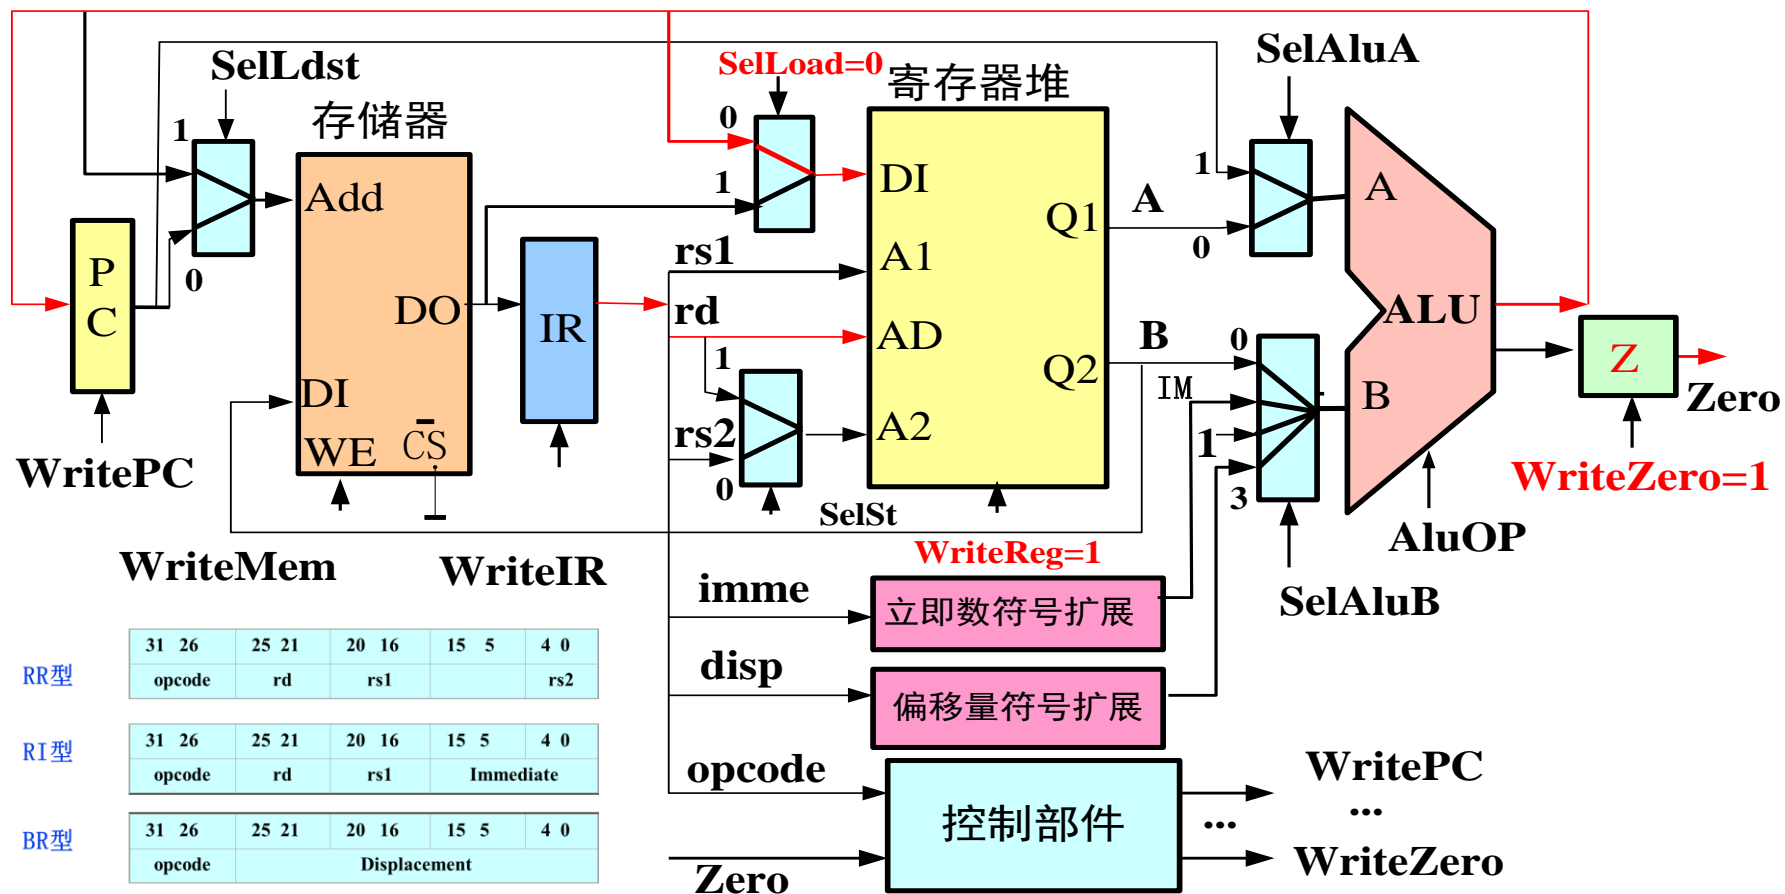 SelLdst
SelLoad=0
寄存器堆
SelAluA
存储器
1
0
1
0
Add
DI
DO
WE
CS
P
C
WritePC
IR
1
0
rs1
rd
rs2
1
0
DI
A1
AD
A2
Q1
Q2
A
B
IM
1
0
0
1
3
A
B
ALU
Z
Zero
WriteZero=1
AluOP
SelAluB
SelSt
WriteReg=1
WriteMem
WriteIR
imme
立即数符号扩展
disp
偏移量符号扩展
opcode
控制部件
Zero
WritePC
...
...
WriteZero
RR型
31 26 25 21 20 16 15 5 4 0
opcode rd rs1 rs2
RI型
31 26 25 21 20 16 15 5 4 0
opcode rd rs1 Immediate
BR型
31 26 25 21 20 16 15 5 4 0
opcode Displacement